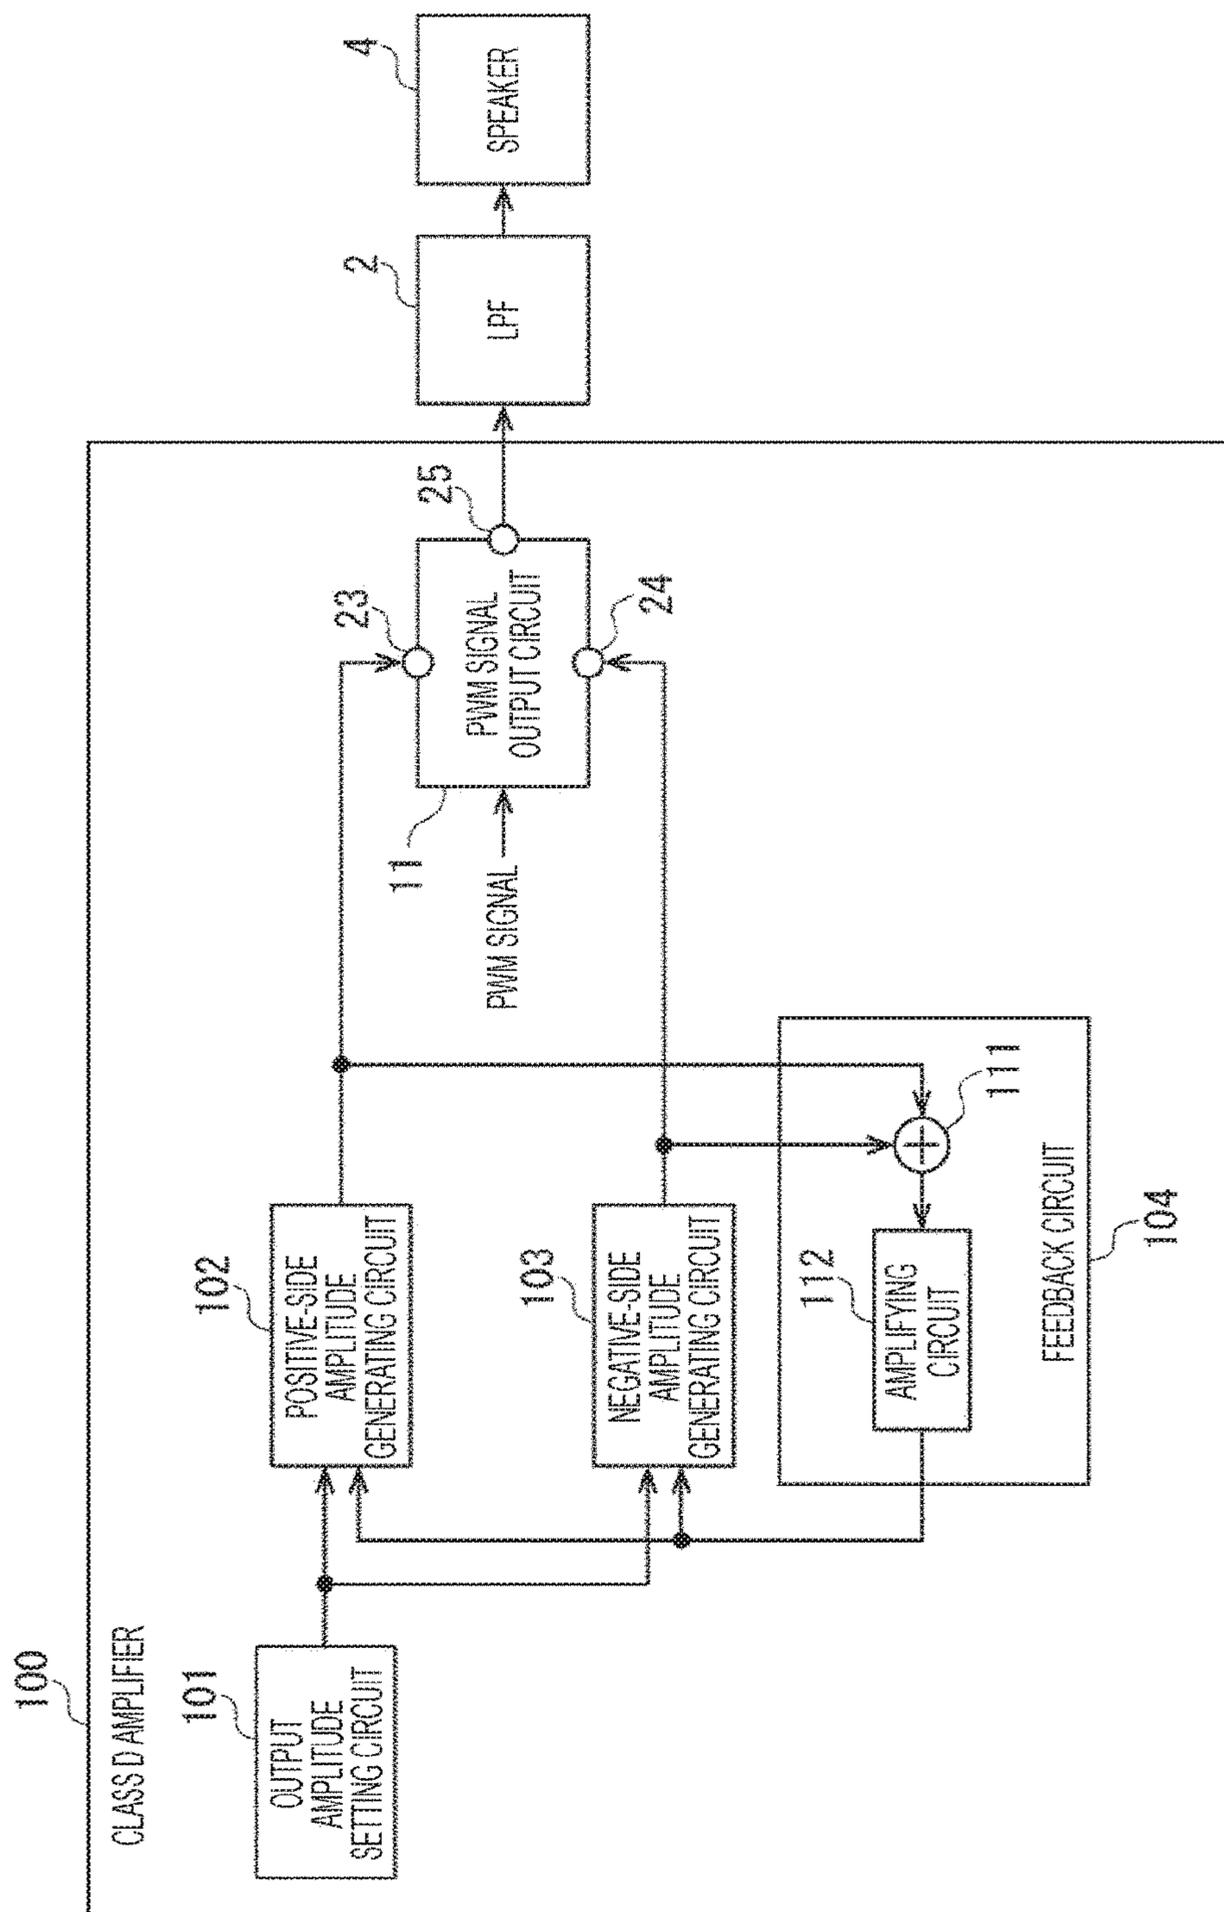 100
CLASS D AMPLIFIER
101
OUTPUT
AMPLITUDE
SETTING CIRCUIT
102
POSITIVE-SIDE
AMPLITUDE
GENERATING CIRCUIT
103
NEGATIVE-SIDE
AMPLITUDE
GENERATING CIRCUIT
112
AMPLIFYING
CIRCUIT
111
FEEDBACK CIRCUIT
104
PWM SIGNAL
11
PWM SIGNAL
OUTPUT CIRCUIT
23
24
25
2
LPF
4
SPEAKER